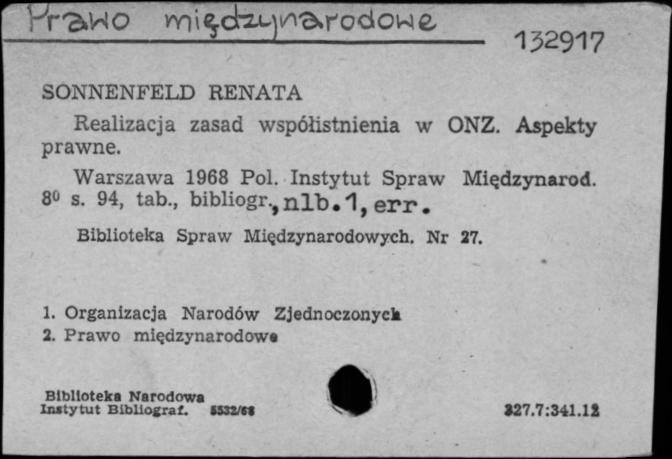 Prawo międzynarodowe
132917
SONNENFELD RENATA
Realizacja zasad współistnienia w ONZ. Aspekty
prawne.
Warszawa 1968 Pol. Instytut Spraw Międzynarod.
8º s. 94, tab., bibliogr., nlb.1, err.
Biblioteka Spraw Międzynarodowych. Nr 27.
1. Organizacja Narodów Zjednoczonych
2. Prawo międzynarodowe
Biblioteka Narodowa
Instytut Bibliograf. 5532/68
327.7:341.12